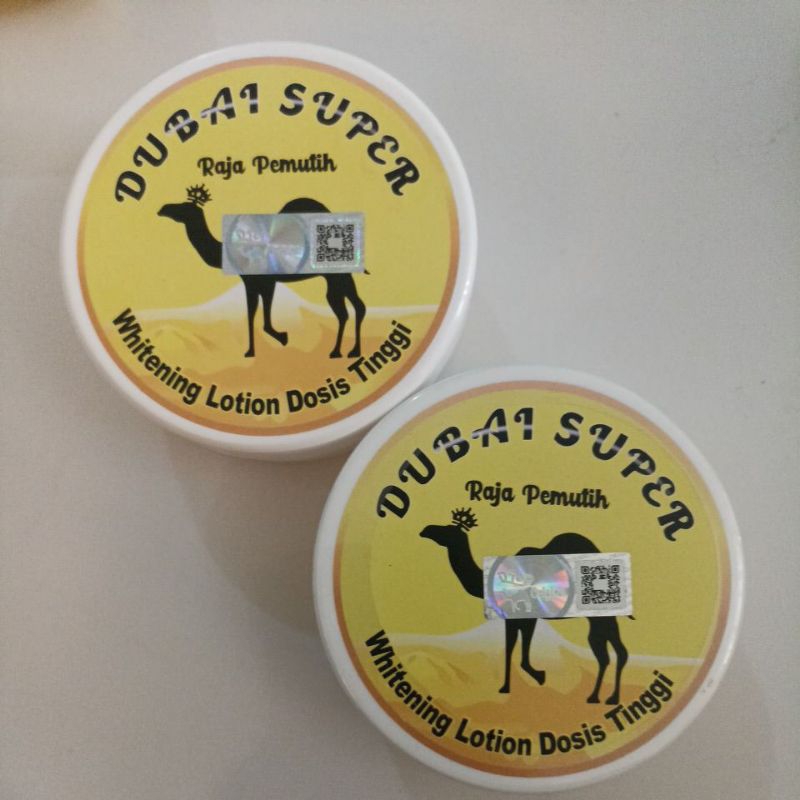 DUBAI SUPER
Raja Pemutih
Whitening Lotion Dosis Tinggi
DUBAI SUPER
Raja Pemutih
Whitening Lotion Dosis Tinggi